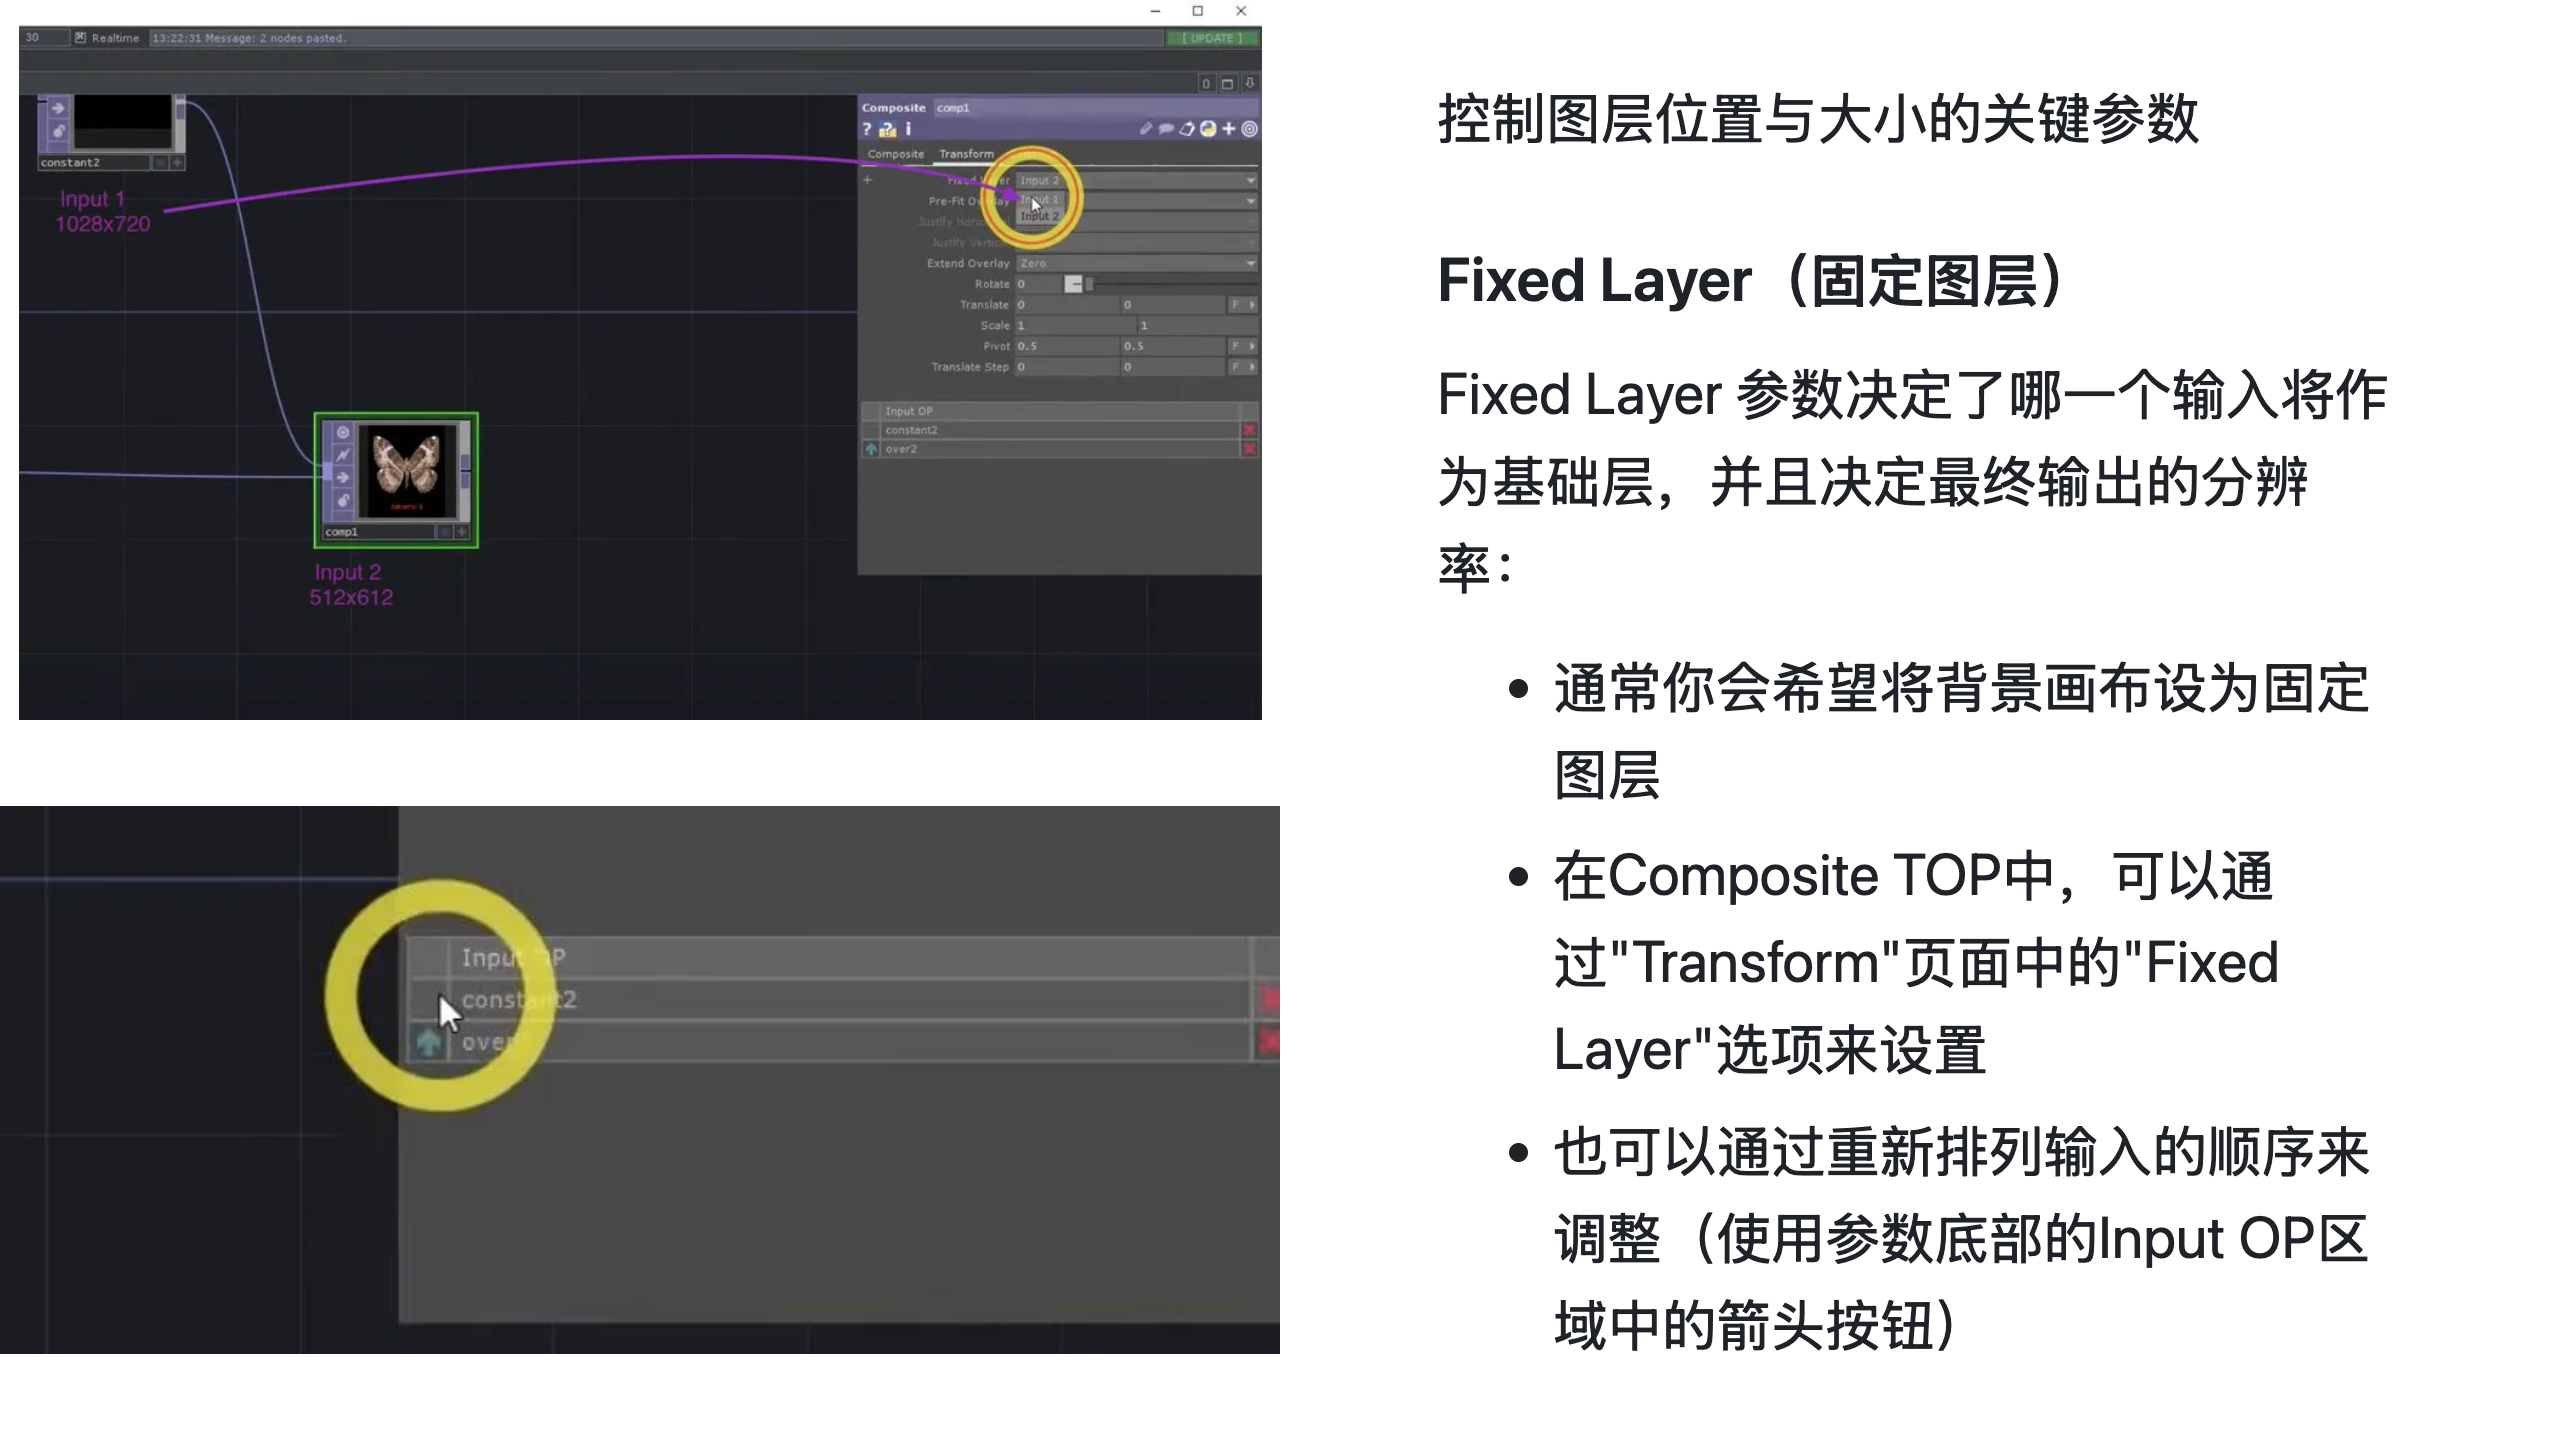 30
Realtime
13:22:31 Message: 2 nodes pasted.
[ UPDATE ]
0
constant2
Input 1
1028x720
comp1
Input 2
512x612
Composite comp1
? ? i
Composite Transform
Input 2
Input 1
Input 2
Extend Overlay Zero
Rotate 0
Translate 0 0 F
Scale 1 1
Pivot 0.5 0.5 F
Translate Step 0 0 F
Input OP
constant2
over2
constant2
over
控制图层位置与大小的关键参数
Fixed Layer（固定图层）
Fixed Layer 参数决定了哪一个输入将作
为基础层，并且决定最终输出的分辨
率：
• 通常你会希望将背景画布设为固定
图层
• 在Composite TOP中，可以通
过"Transform"页面中的"Fixed
Layer"选项来设置
• 也可以通过重新排列输入的顺序来
调整（使用参数底部的Input OP区
域中的箭头按钮）